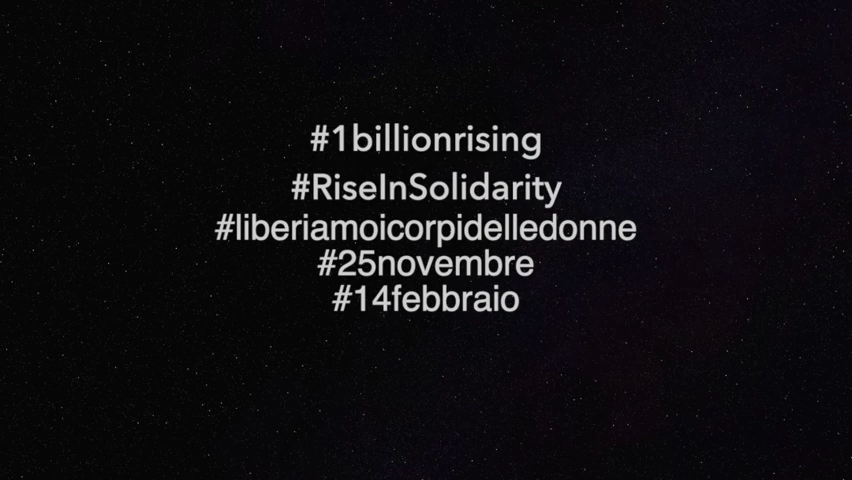 #1billionrising
#RiseInSolidarity
#liberiamoicorpidelledonne
#25novembre
#14febbraio